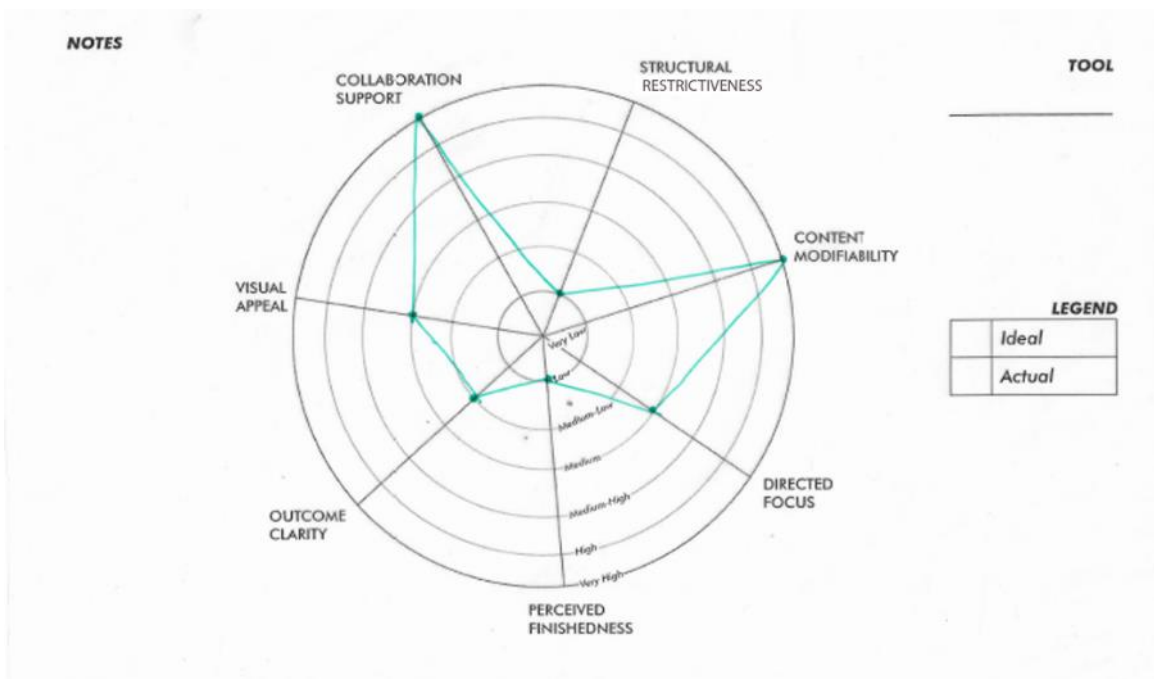 NOTES
COLLABORATION
SUPPORT
STRUCTURAL
RESTRICTIVENESS
TOOL
CONTENT
MODIFIABILITY
VISUAL
APPEAL
LEGEND
Ideal
Actual
Very Low
Low
Medium-Low
Medium
Medium-High
High
Very High
DIRECTED
FOCUS
OUTCOME
CLARITY
PERCEIVED
FINISHEDNESS